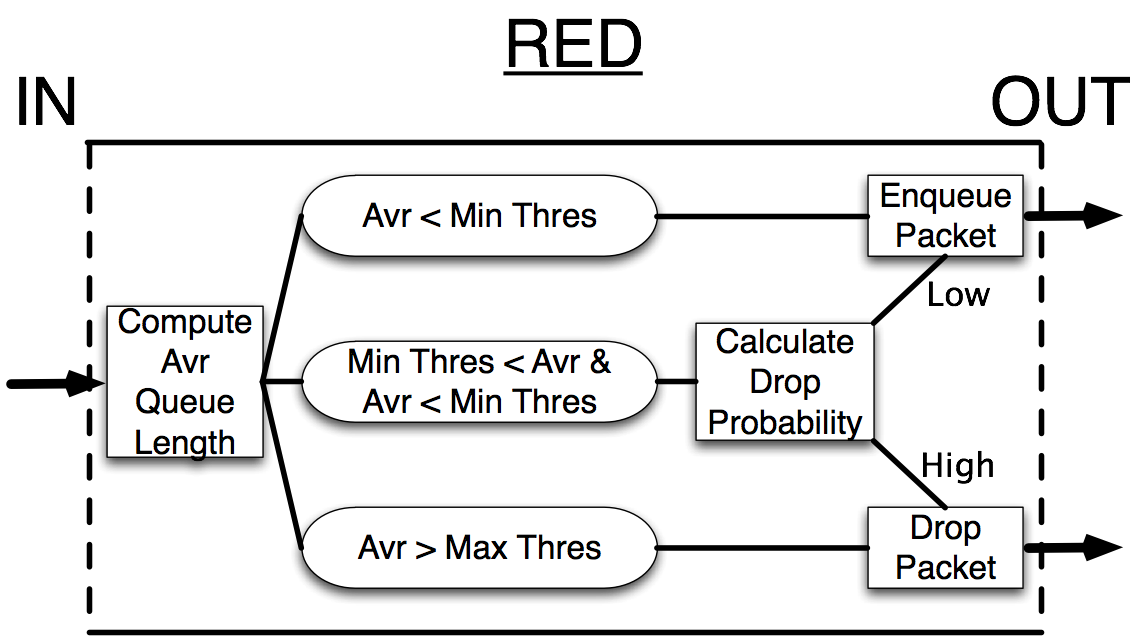 RED
IN
OUT
Avr < Min Thres
Enqueue
Packet
Low
Compute
Avr
Queue
Length
Min Thres < Avr &
Avr < Min Thres
Calculate
Drop
Probability
High
Avr > Max Thres
Drop
Packet